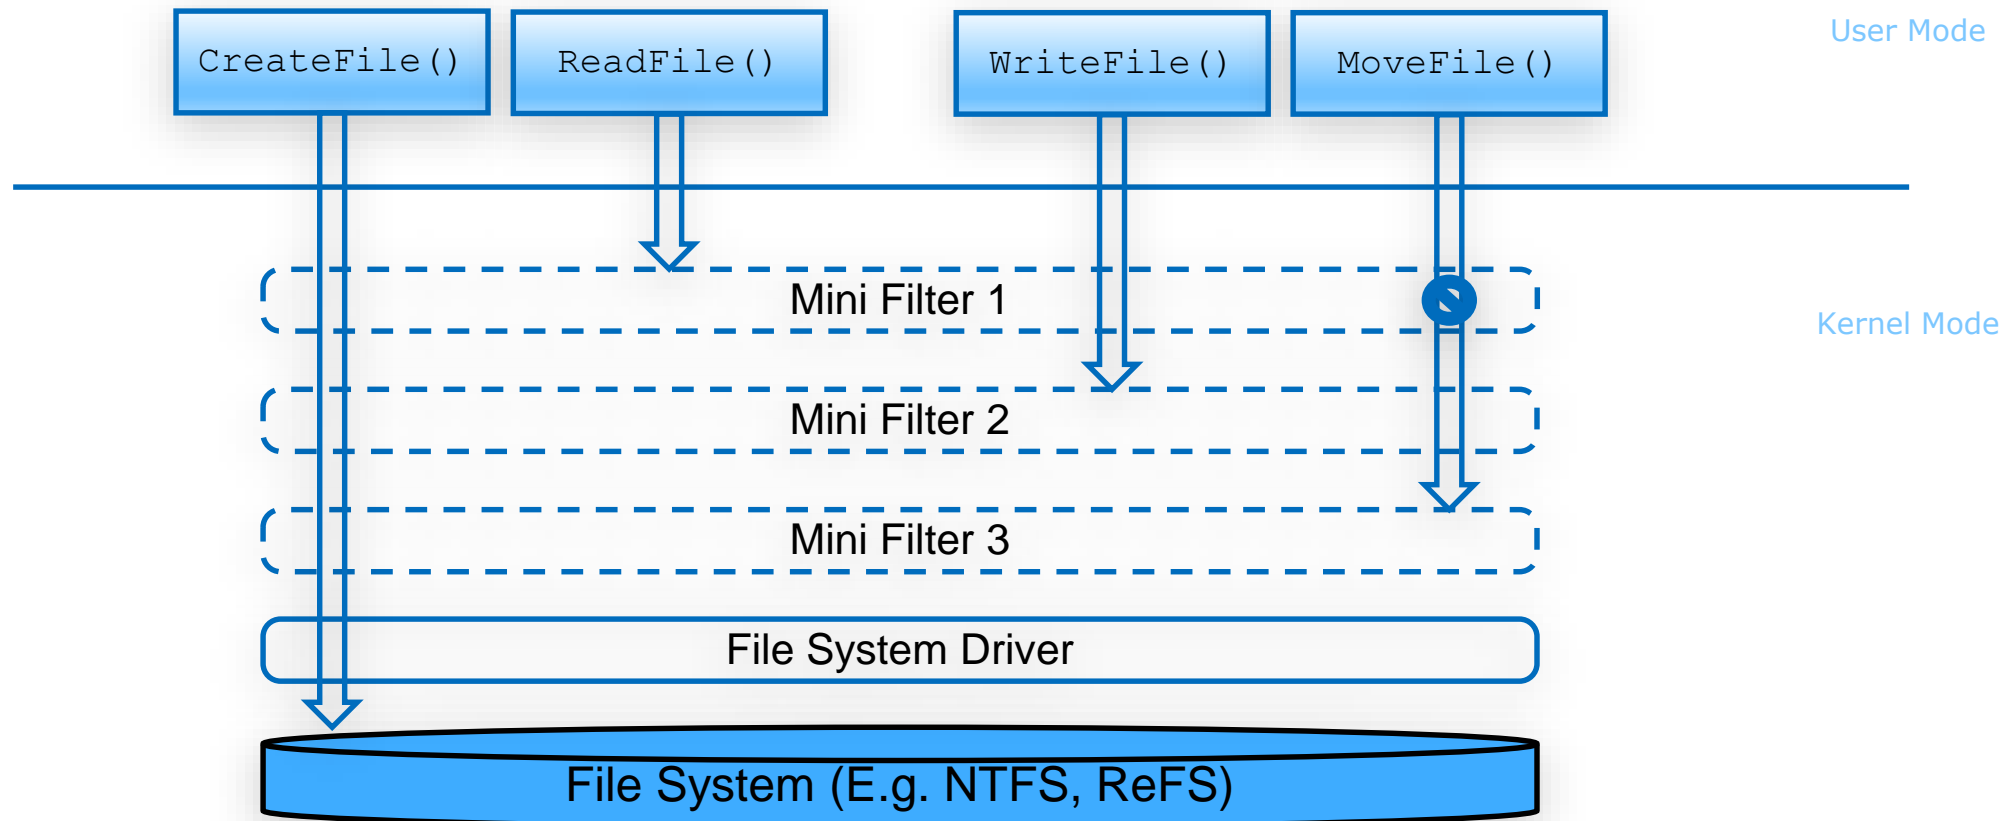 User Mode
CreateFile()
ReadFile()
WriteFile()
MoveFile()
Mini Filter 1
Kernel Mode
Mini Filter 2
Mini Filter 3
File System Driver
File System (E.g. NTFS, ReFS)